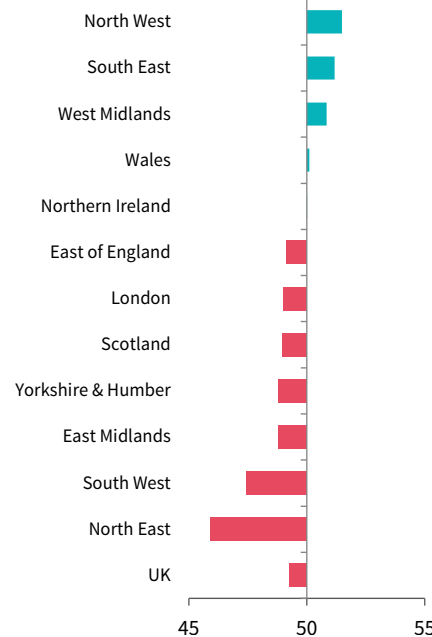 North West
South East
West Midlands
Wales
Northern Ireland
East of England
London
Scotland
Yorkshire & Humber
East Midlands
South West
North East
UK
45 50 55